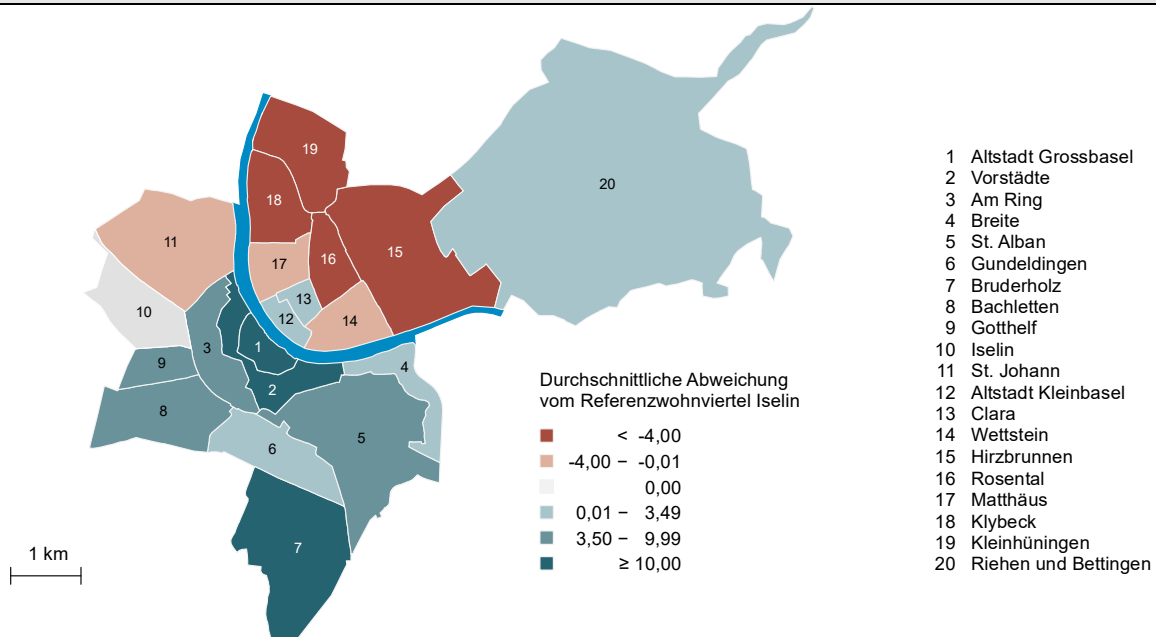 19
20
18
11
17
16
15
13
10
12
14
1
3
9
4
2
8
5
6
7
1 km
Durchschnittliche Abweichung
vom Referenzwohnviertel Iselin
< -4,00
-4,00 – -0,01
0,00
0,01 – 3,49
3,50 – 9,99
≥ 10,00
1 Altstadt Grossbasel
2 Vorstädte
3 Am Ring
4 Breite
5 St. Alban
6 Gundeldingen
7 Bruderholz
8 Bachletten
9 Gotthelf
10 Iselin
11 St. Johann
12 Altstadt Kleinbasel
13 Clara
14 Wettstein
15 Hirzbrunnen
16 Rosental
17 Matthäus
18 Klybeck
19 Kleinhüningen
20 Riehen und Bettingen